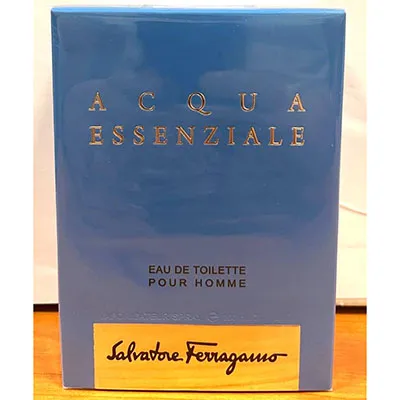 ACQUA
ESSENZIALE
EAU DE TOILETTE
POUR HOMME
Salvatore Ferragamo